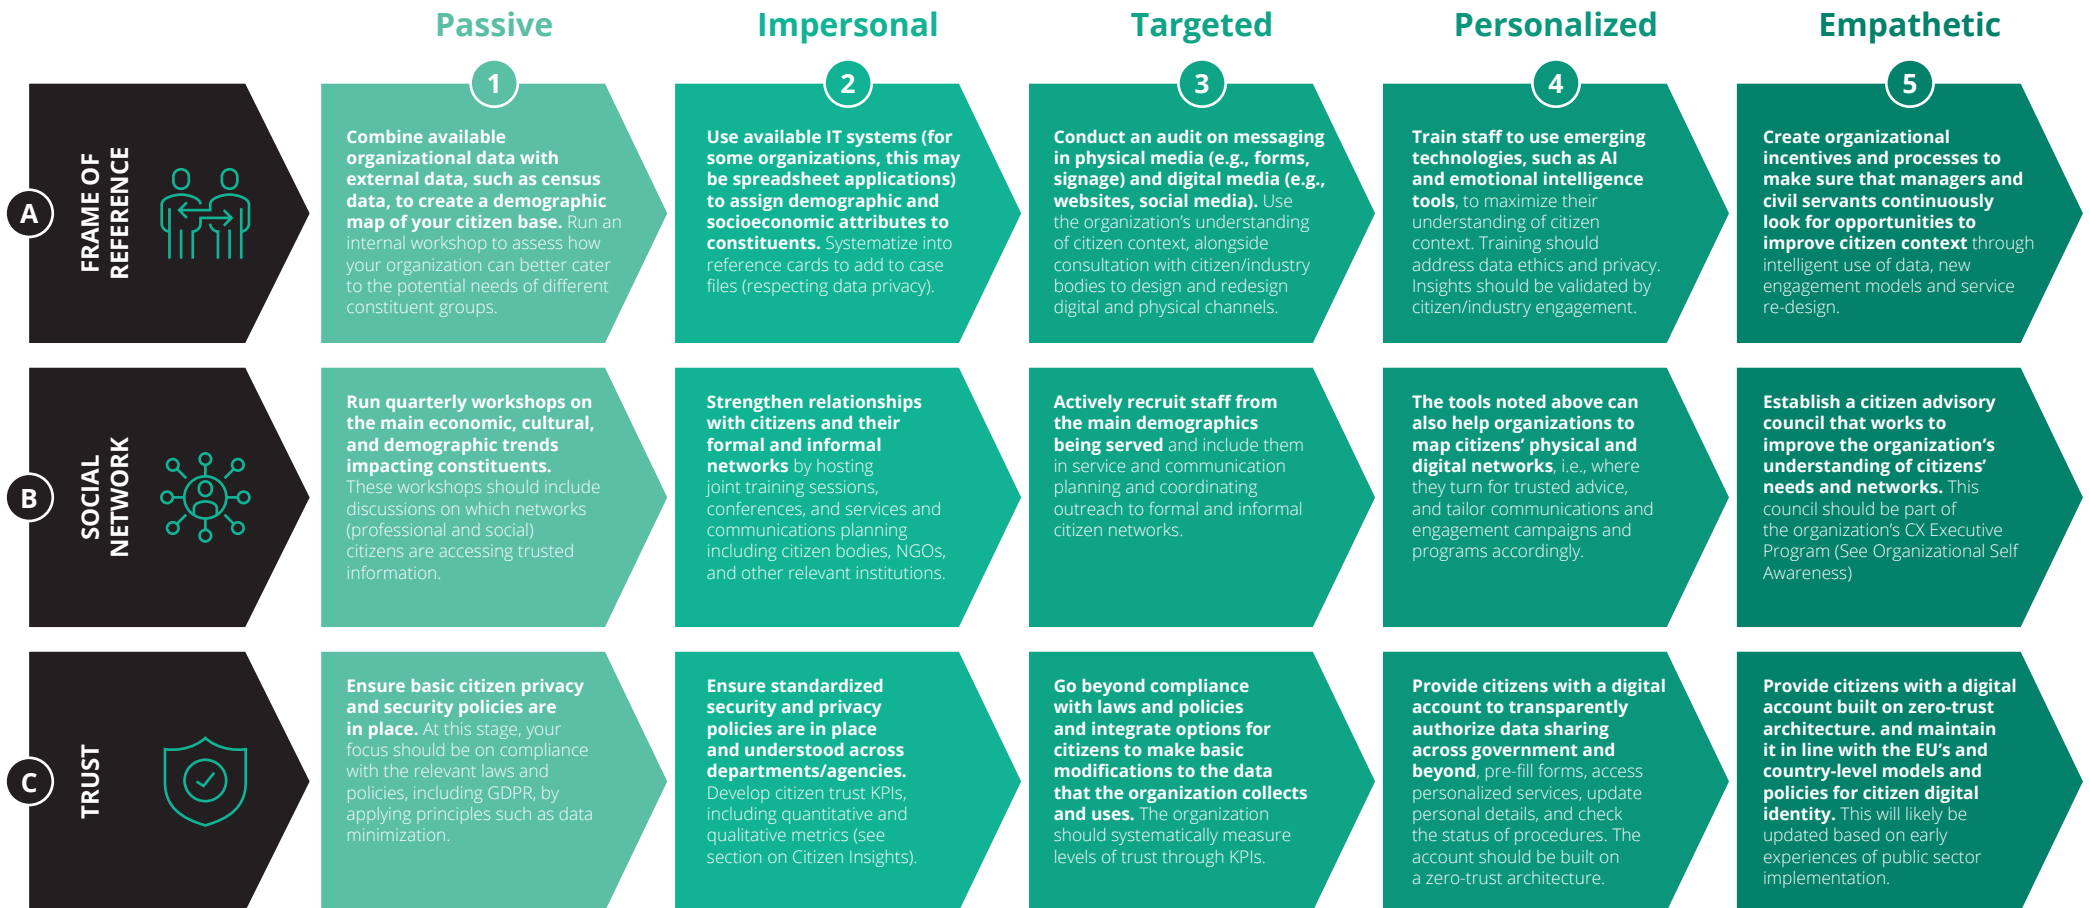 Passive
Impersonal
Targeted
Personalized
Empathetic
1
2
3
4
5
A
FRAME OF
REFERENCE
Combine available
organizational data with
external data, such as census
data, to create a demographic
map of your citizen base. Run an
internal workshop to assess how
your organization can better cater
to the potential needs of different
constituent groups.
Use available IT systems (for
some organizations, this may
be spreadsheet applications)
to assign demographic and
socioeconomic attributes to
constituents. Systematize into
reference cards to add to case
files (respecting data privacy).
Conduct an audit on messaging
in physical media (e.g., forms,
signage) and digital media (e.g.,
websites, social media). Use
the organization's understanding
of citizen context, alongside
consultation with citizen/industry
bodies to design and redesign
digital and physical channels.
Train staff to use emerging
technologies, such as AI
and emotional intelligence
tools, to maximize their
understanding of citizen
context. Training should
address data ethics and privacy.
Insights should be validated by
citizen/industry engagement.
Create organizational
incentives and processes to
make sure that managers and
civil servants continuously
look for opportunities to
improve citizen context through
intelligent use of data, new
engagement models and service
re-design.
B
SOCIAL
NETWORK
Run quarterly workshops on
the main economic, cultural,
and demographic trends
impacting constituents.
These workshops should include
discussions on which networks
(professional and social)
citizens are accessing trusted
information.
Strengthen relationships
with citizens and their
formal and informal
networks by hosting
joint training sessions,
conferences, and services and
communications planning
including citizen bodies, NGOs,
and other relevant institutions.
Actively recruit staff from
the main demographics
being served and include them
in service and communication
planning and coordinating
outreach to formal and informal
citizen networks.
The tools noted above can
also help organizations to
map citizens' physical and
digital networks, i.e., where
they turn for trusted advice,
and tailor communications and
engagement campaigns and
programs accordingly.
Establish a citizen advisory
council that works to
improve the organization's
understanding of citizens'
needs and networks. This
council should be part of
the organization's CX Executive
Program (See Organizational Self
Awareness)
C
TRUST
Ensure basic citizen privacy
and security policies are
in place. At this stage, your
focus should be on compliance
with the relevant laws and
policies, including GDPR, by
applying principles such as data
minimization.
Ensure standardized
security and privacy
policies are in place
and understood across
departments/agencies.
Develop citizen trust KPIs,
including quantitative and
qualitative metrics (see
section on Citizen Insights).
Go beyond compliance
with laws and policies
and integrate options for
citizens to make basic
modifications to the data
that the organization collects
and uses. The organization
should systematically measure
levels of trust through KPIs.
Provide citizens with a digital
account to transparently
authorize data sharing
across government and
beyond, pre-fill forms, access
personalized services, update
personal details, and check
the status of procedures. The
account should be built on
a zero-trust architecture.
Provide citizens with a digital
account built on zero-trust
architecture. and maintain
it in line with the EU's and
country-level models and
policies for citizen digital
identity. This will likely be
updated based on early
experiences of public sector
implementation.